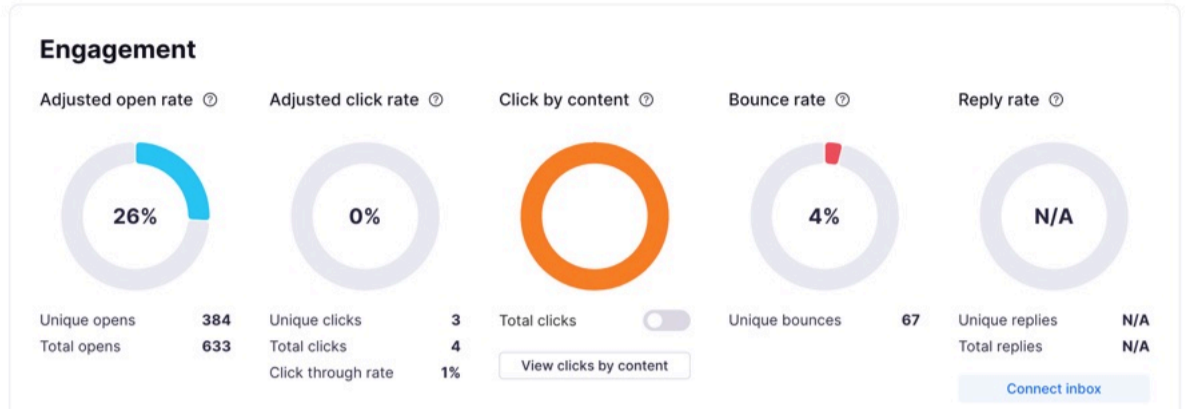 Engagement
Adjusted open rate
Adjusted click rate
Click by content
Bounce rate
Reply rate
26%
0%
4%
N/A
Unique opens 384
Total opens 633
Unique clicks 3
Total clicks 4
Click through rate 1%
Total clicks
View clicks by content
Unique bounces 67
Unique replies N/A
Total replies N/A
Connect inbox